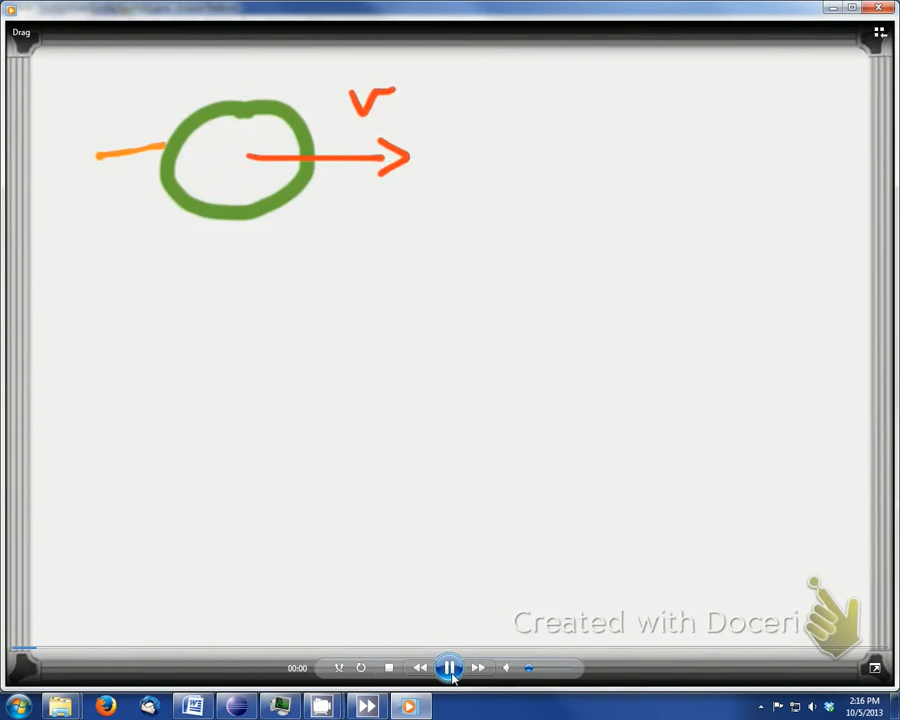 Drag
v
Created with Doceri
00:00
2:16 PM
10/5/2013